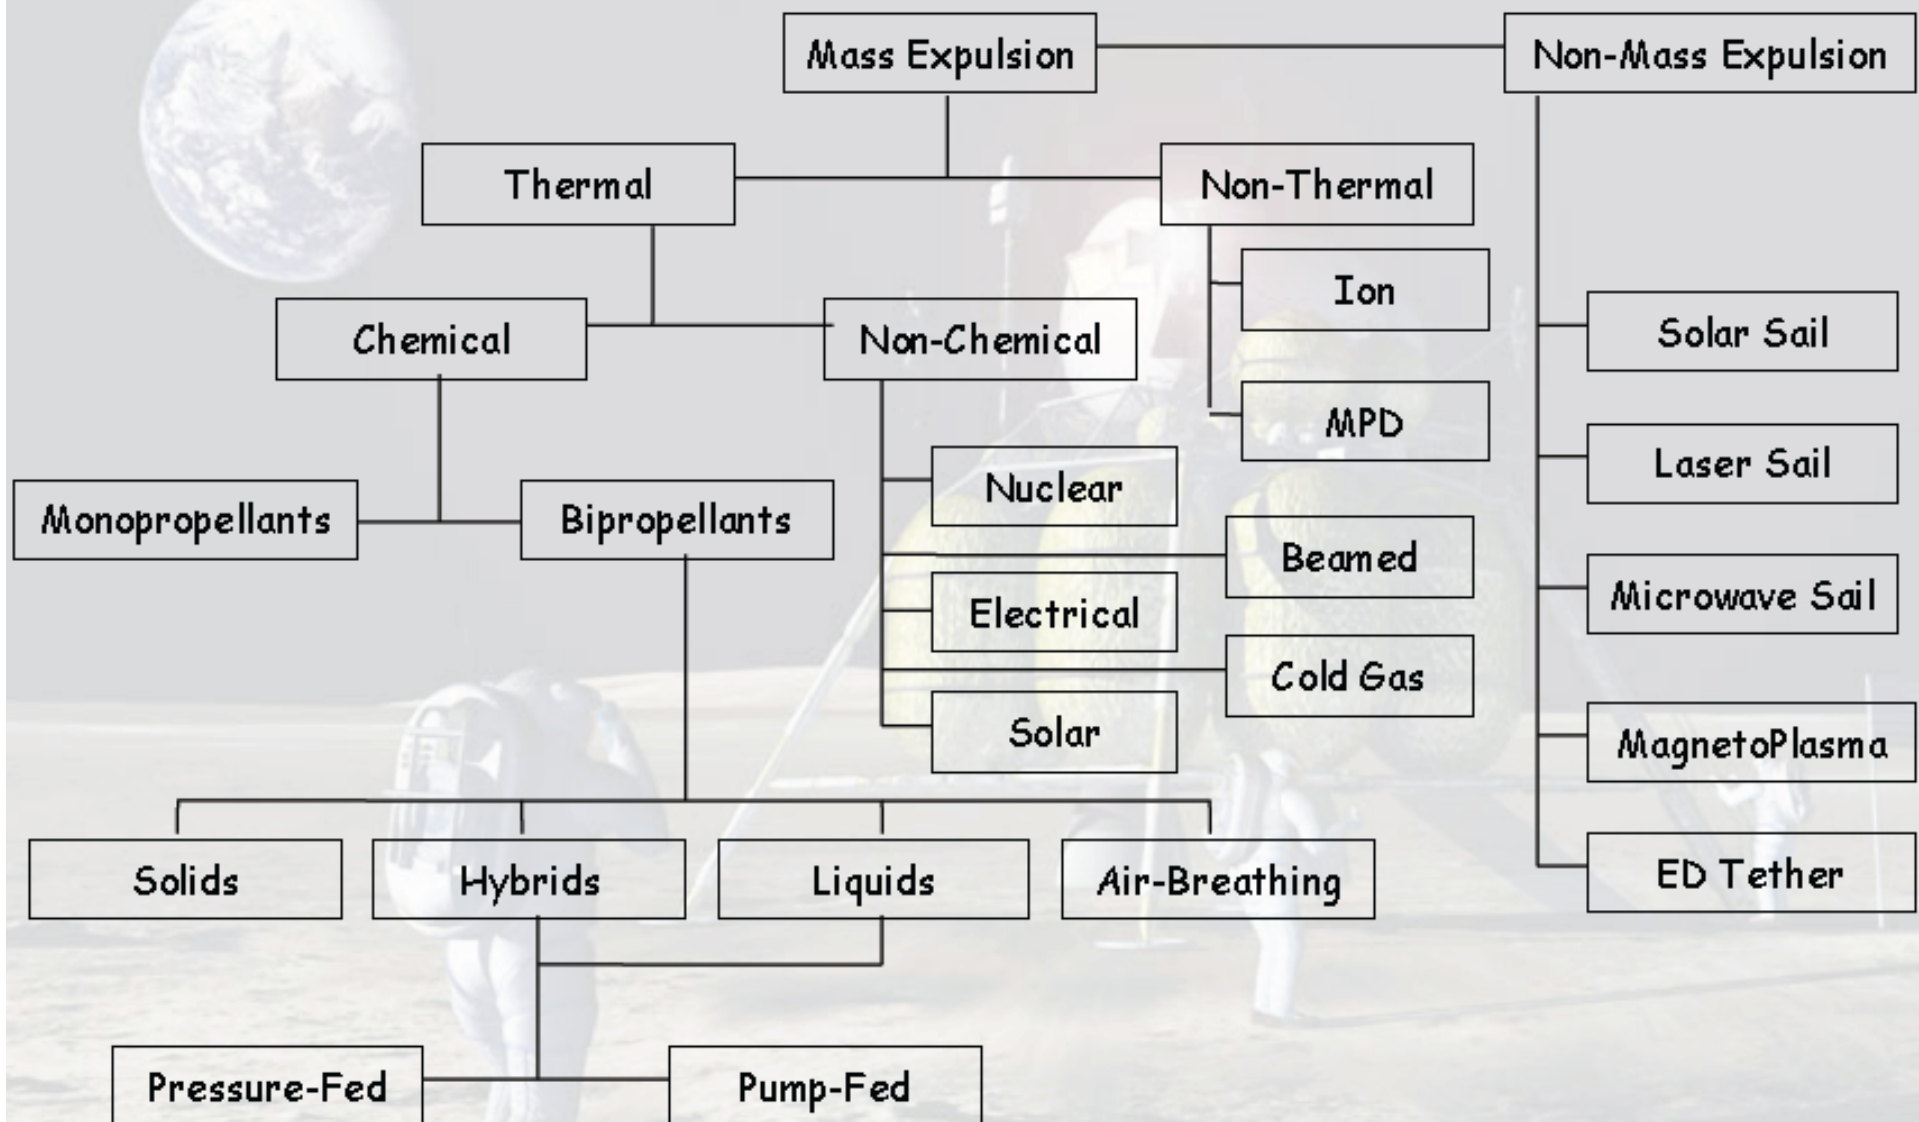 Mass Expulsion
Non-Mass Expulsion
Thermal
Non-Thermal
Ion
Solar Sail
Chemical
Non-Chemical
MPD
Laser Sail
Nuclear
Monopropellants
Bipropellants
Beamed
Microwave Sail
Electrical
Cold Gas
Solar
MagnetoPlasma
Solids
Hybrids
Liquids
Air-Breathing
ED Tether
Pressure-Fed
Pump-Fed